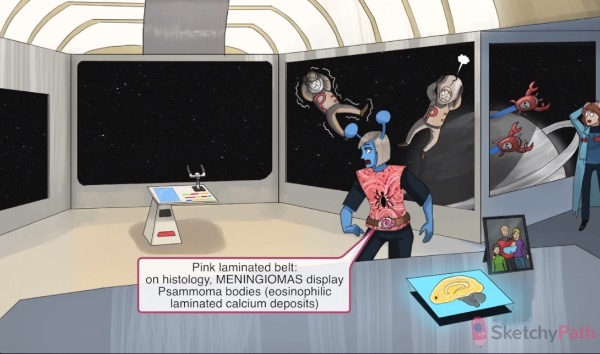 Pink laminated belt:
on histology, MENINGIOMAS display
Psammoma bodies (eosinophilic
laminated calcium deposits)
SketchyPath